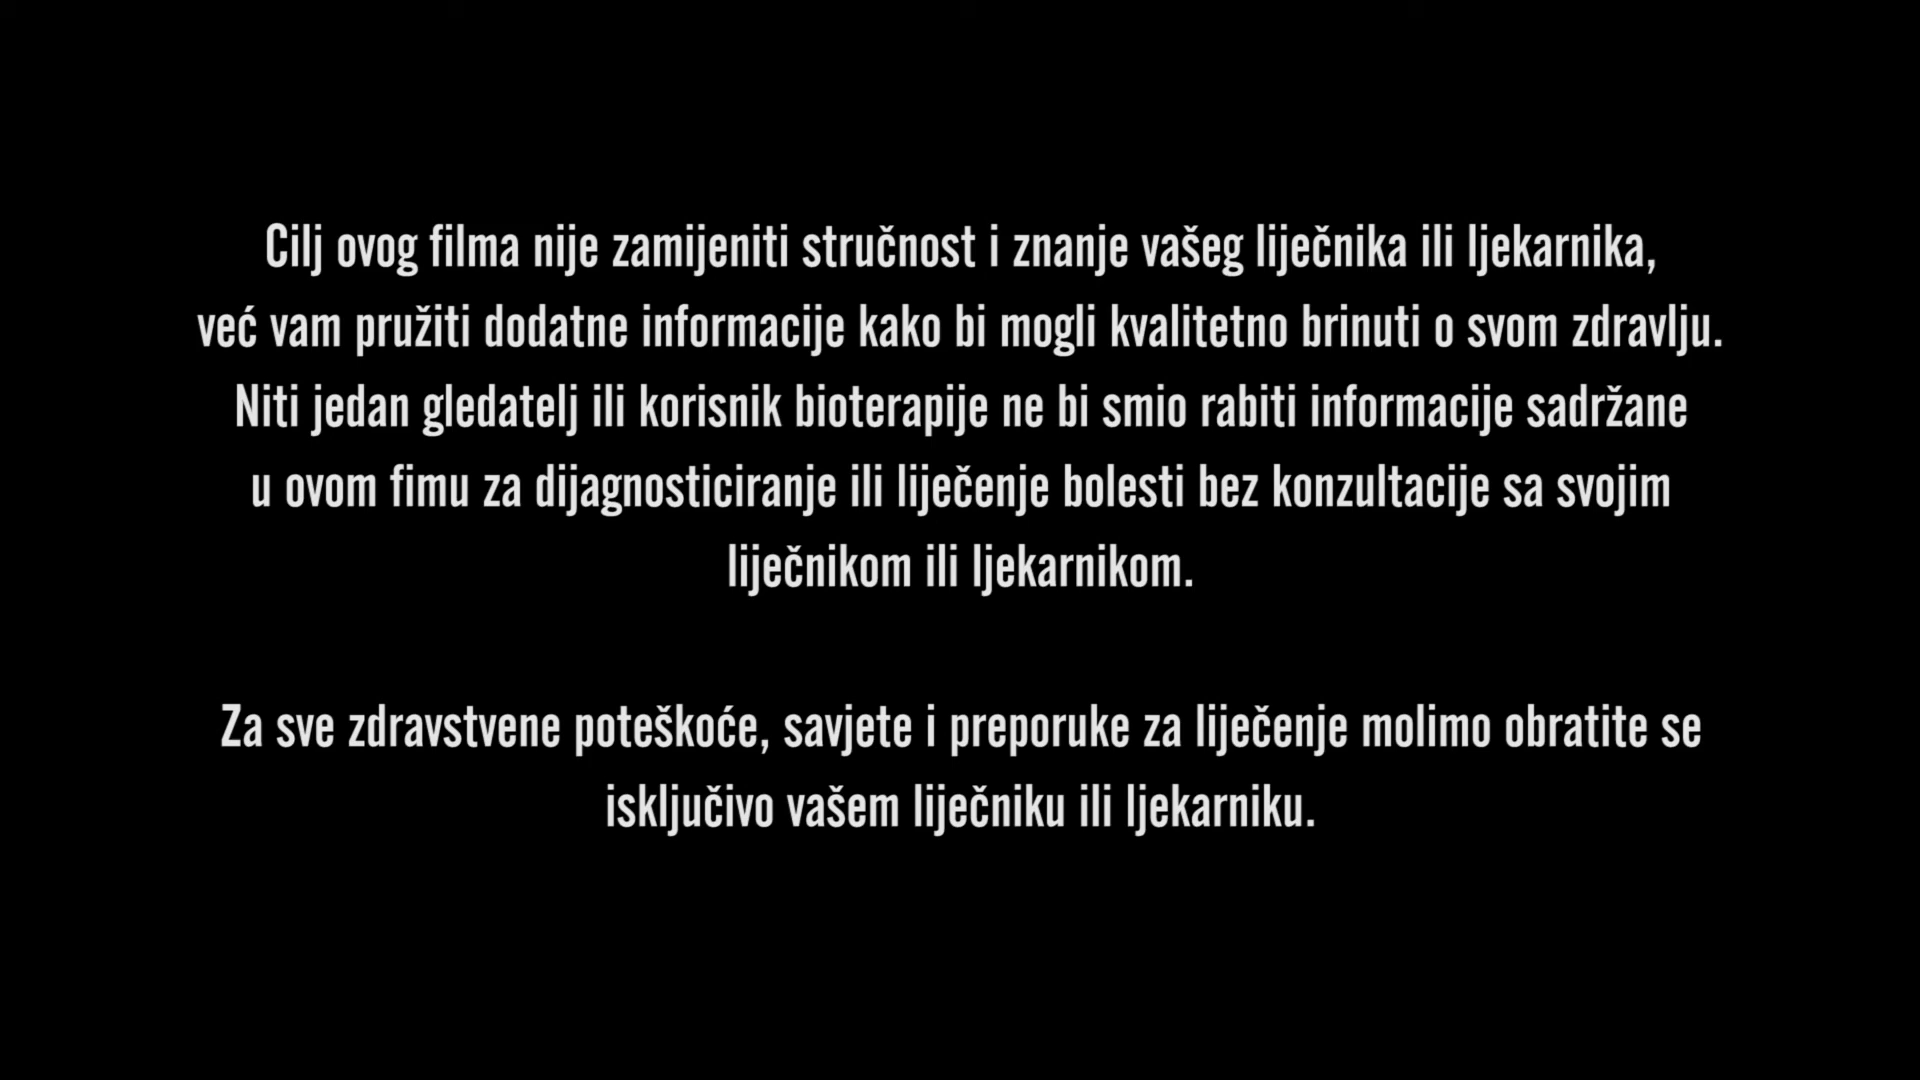 Cilj ovog filma nije zamijeniti stručnost i znanje vašeg liječnika ili ljekarnika,
već vam pružiti dodatne informacije kako bi mogli kvalitetno brinuti o svom zdravlju.
Niti jedan gledatelj ili korisnik bioterapije ne bi smio rabiti informacije sadržane
u ovom fimu za dijagnosticiranje ili liječenje bolesti bez konzultacije sa svojim
liječnikom ili ljekarnikom.
Za sve zdravstvene poteškoće, savjete i preporuke za liječenje molimo obratite se
isključivo vašem liječniku ili ljekarniku.